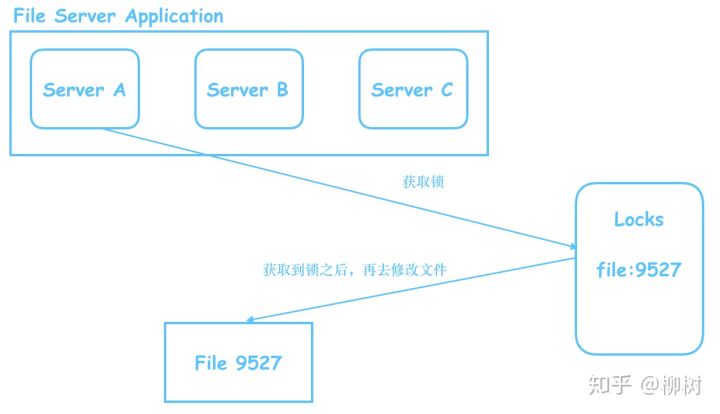 File Server Application
Server A
Server B
Server C
获取锁
Locks
file:9527
获取到锁之后，再去修改文件
File 9527
知乎 @柳树